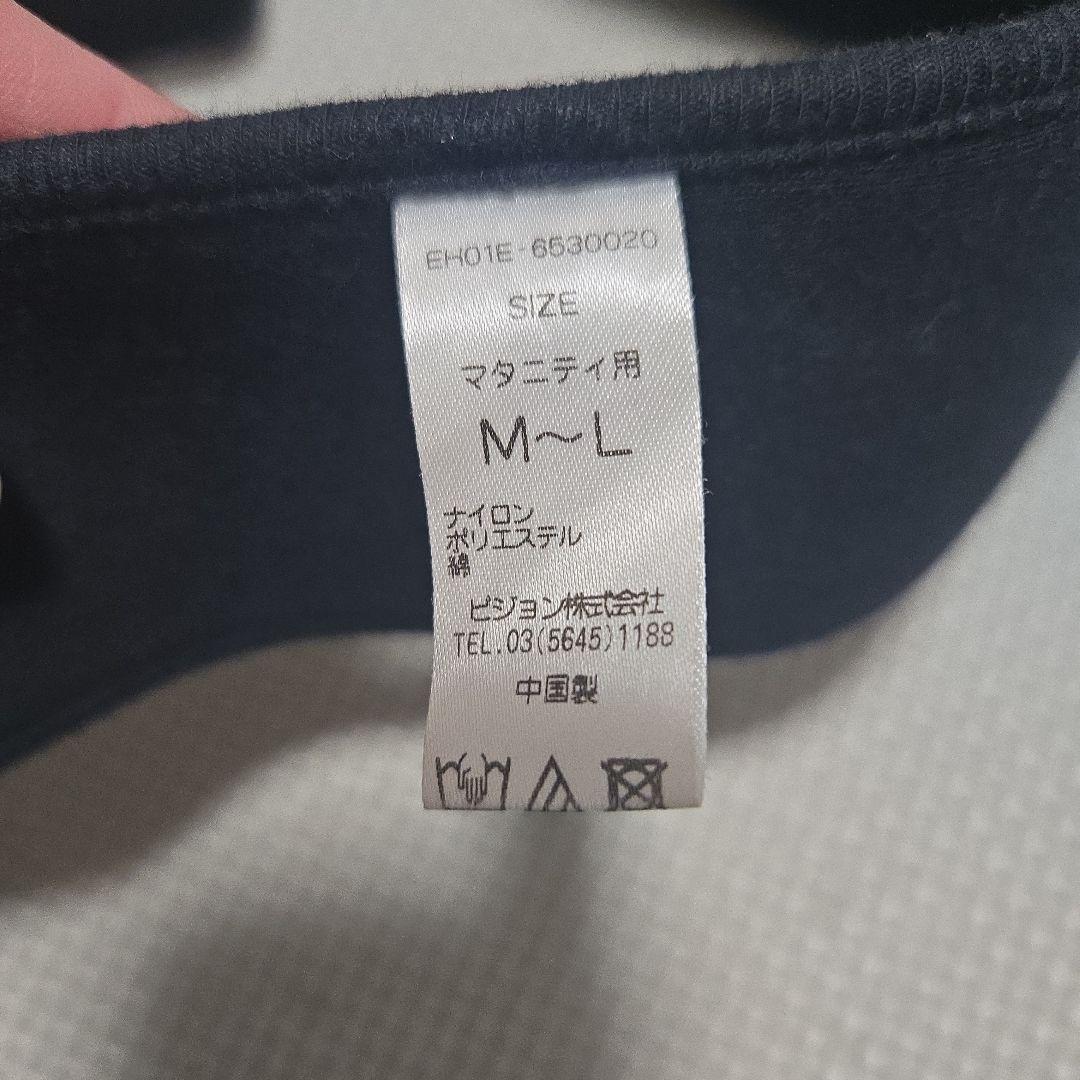 EH01E-6530020
SIZE
マタニティ用
M～L
ナイロン
ポリエステル
綿
ピジョン株式会社
TEL.03(5645)1188
中国製